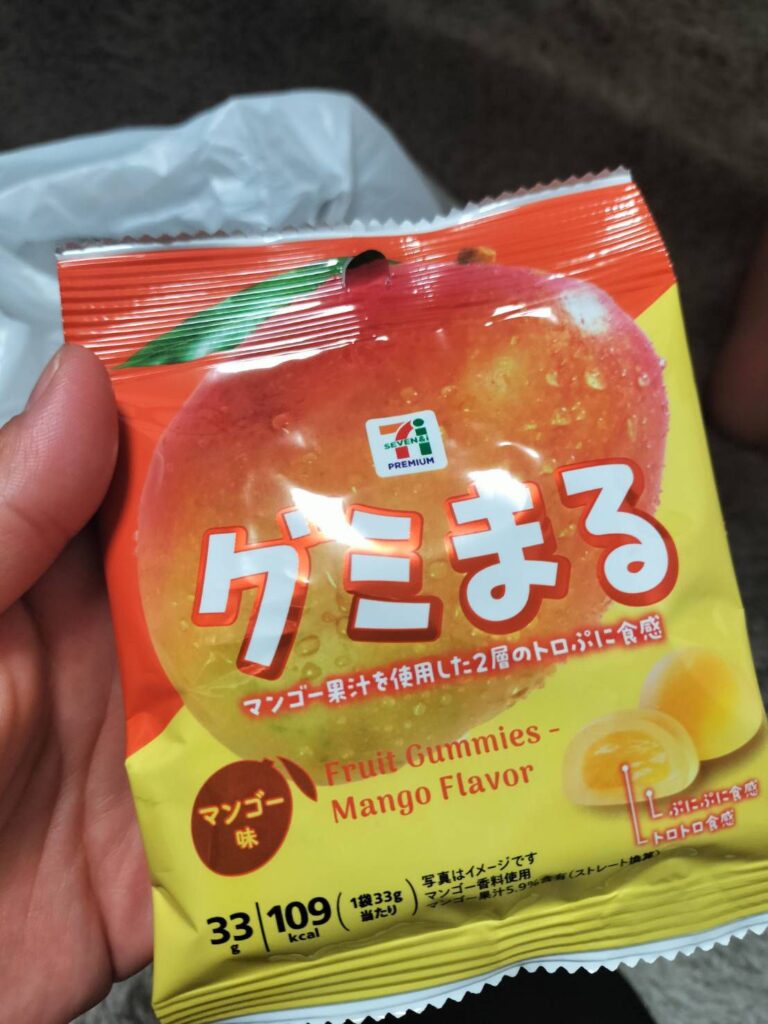 SEVEN&i
PREMIUM
グミまる
マンゴー果汁を使用した2層のトロぷに食感
Fruit Gummies -
Mango Flavor
マンゴー
味
ぷにぷに食感
トロトロ食感
33g
109kcal
(1袋33g
当たり)
写真はイメージです
マンゴー香料使用
マンゴー果汁5.9%含有(ストレート換算)